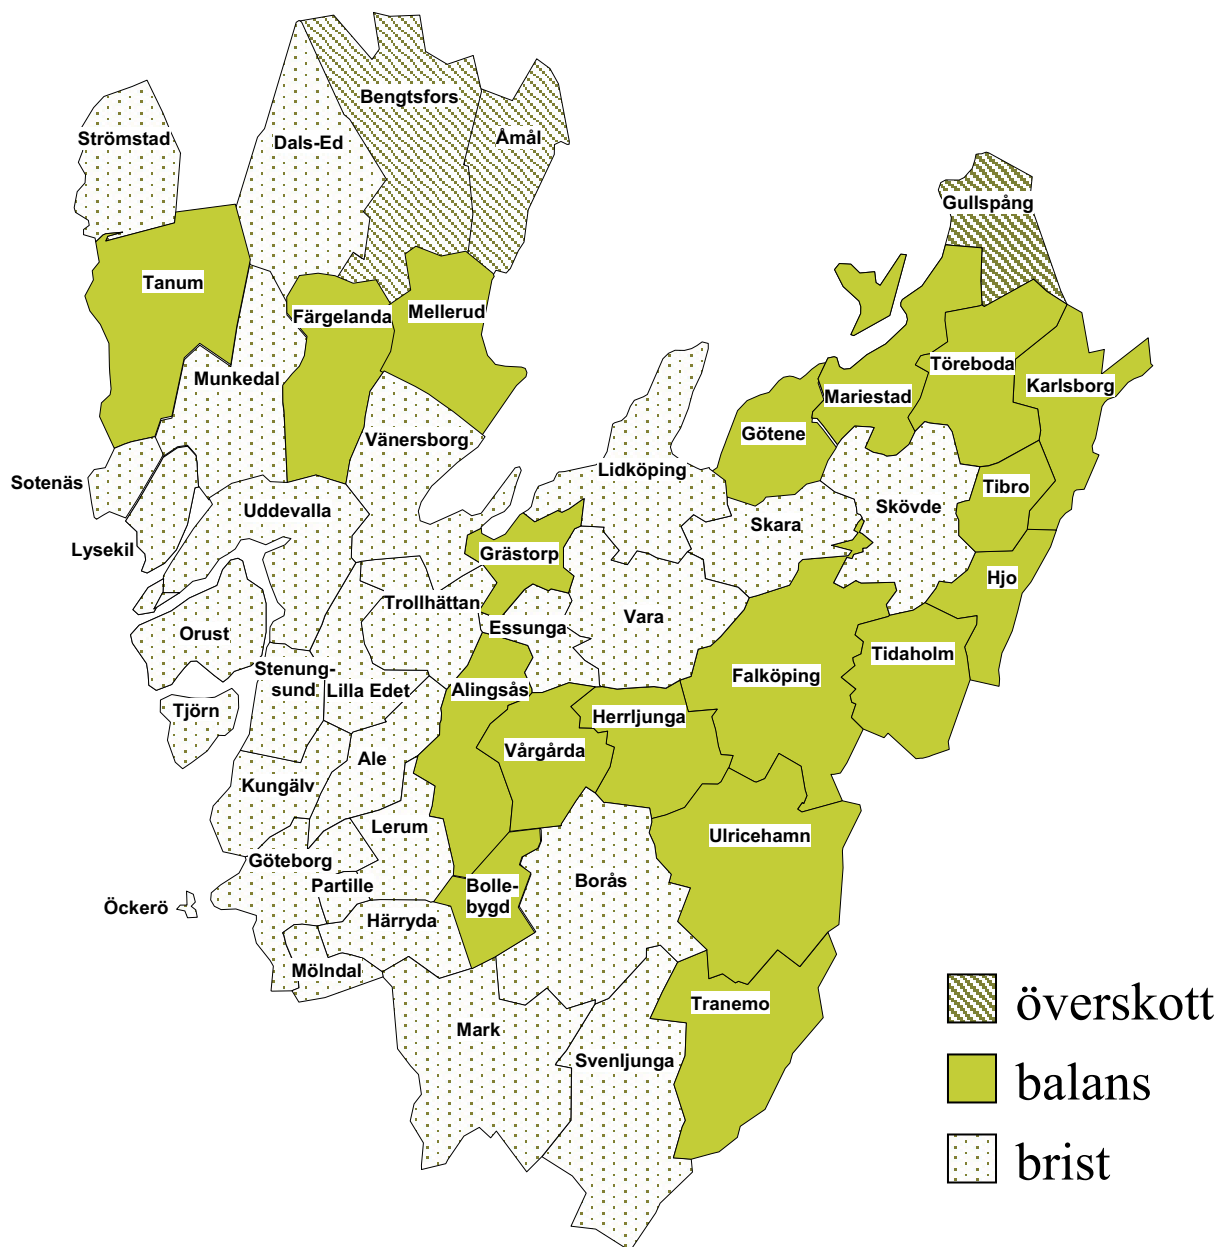 Bengtsfors
Åmål
Strömstad
Dals-Ed
Gullspång
Tanum
Färgelanda
Mellerud
Töreboda
Munkedal
Mariestad
Karlsborg
Vänersborg
Götene
Lidköping
Sotenäs
Tibro
Uddevalla
Skövde
Skara
Lysekil
Grästorp
Hjo
Trollhättan
Vara
Essunga
Orust
Tidaholm
Stenung-
sund
Lilla Edet
Alingsås
Falköping
Tjörn
Herrljunga
Vårgårda
Ale
Kungälv
Lerum
Ulricehamn
Göteborg
Partille
Borås
Bolle-
bygd
Öckerö
Härryda
Mölndal
Tranemo
Mark
Svenljunga
överskott
balans
brist